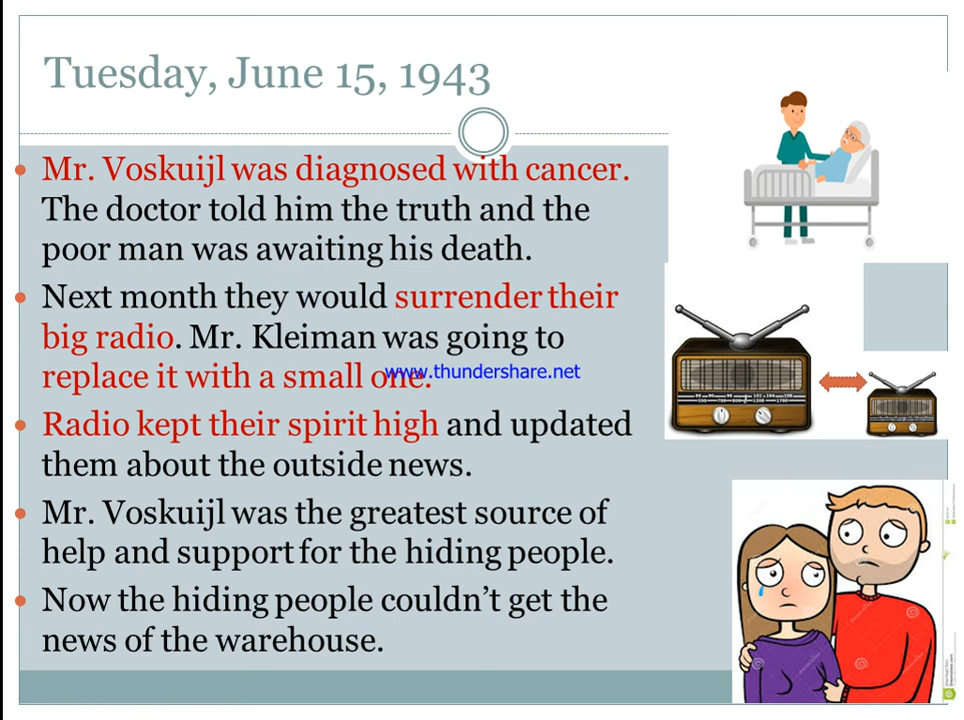 Tuesday, June 15, 1943
• Mr. Voskuijl was diagnosed with cancer.
The doctor told him the truth and the
poor man was awaiting his death.
• Next month they would surrender their
big radio. Mr. Kleiman was going to
replace it with a small one.
www.thundershare.net
• Radio kept their spirit high and updated
them about the outside news.
• Mr. Voskuijl was the greatest source of
help and support for the hiding people.
• Now the hiding people couldn't get the
news of the warehouse.